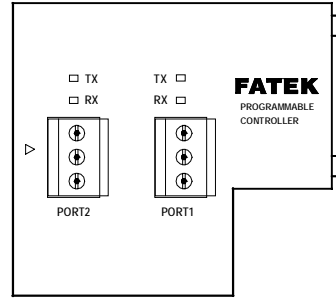 TX TX
RX RX
FATEK
PROGRAMMABLE
CONTROLLER
PORT2 PORT1